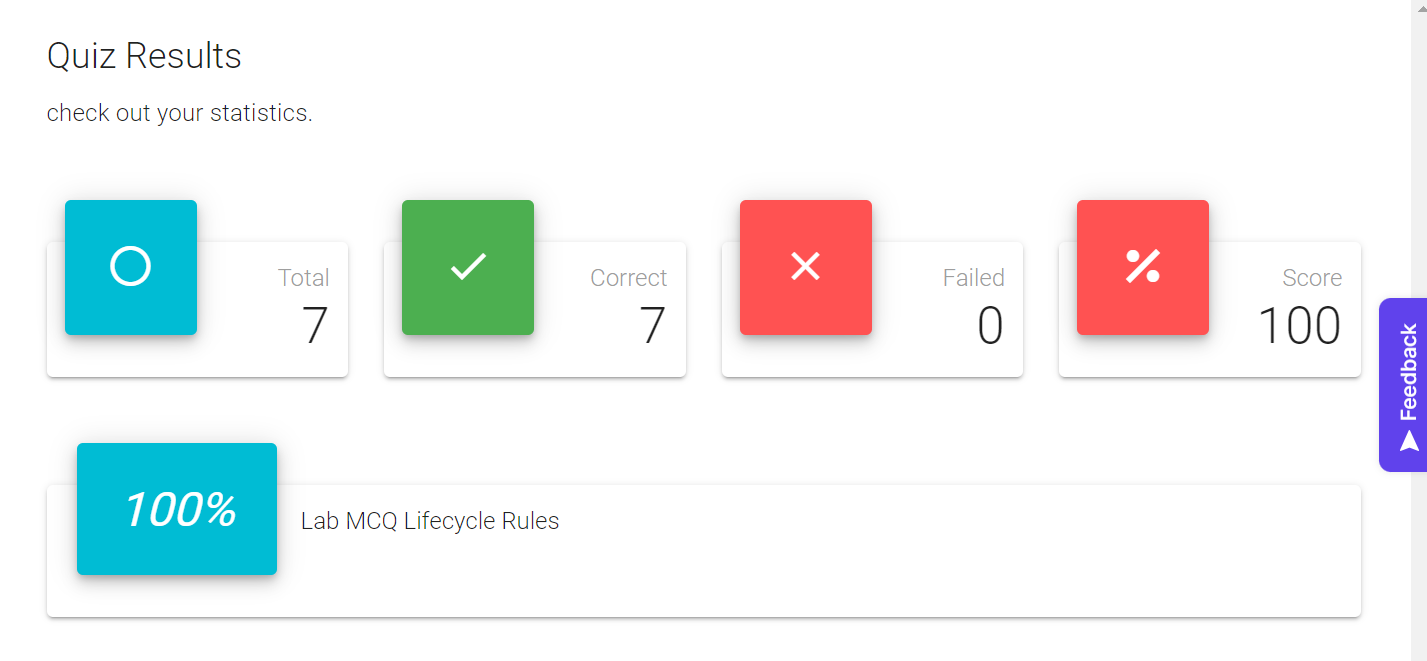 Quiz Results
check out your statistics.
Total
7
Correct
7
Failed
0
Score
100
100%
Lab MCQ Lifecycle Rules
Feedback